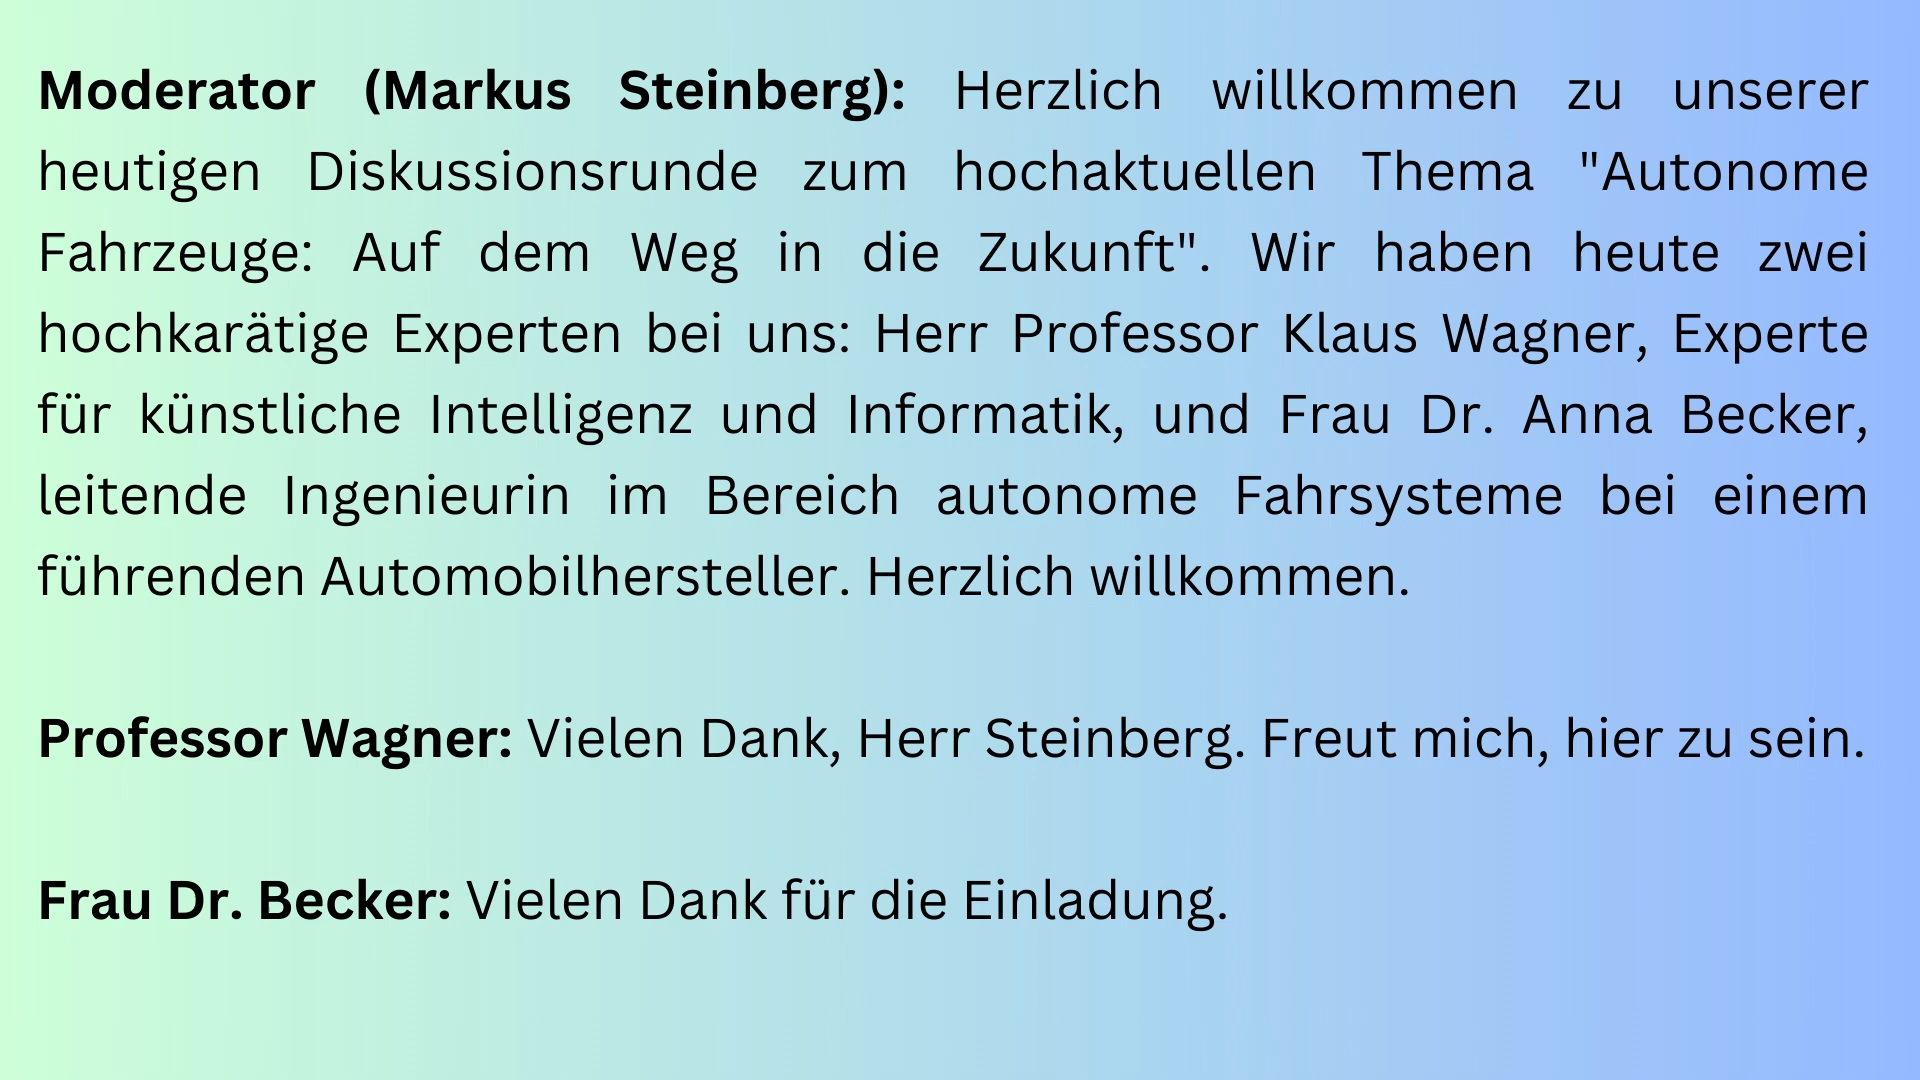 Moderator (Markus Steinberg): Herzlich willkommen zu unserer
heutigen Diskussionsrunde zum hochaktuellen Thema "Autonome
Fahrzeuge: Auf dem Weg in die Zukunft". Wir haben heute zwei
hochkarätige Experten bei uns: Herr Professor Klaus Wagner, Experte
für künstliche Intelligenz und Informatik, und Frau Dr. Anna Becker,
leitende Ingenieurin im Bereich autonome Fahrsysteme bei einem
führenden Automobilhersteller. Herzlich willkommen.
Professor Wagner: Vielen Dank, Herr Steinberg. Freut mich, hier zu sein.
Frau Dr. Becker: Vielen Dank für die Einladung.